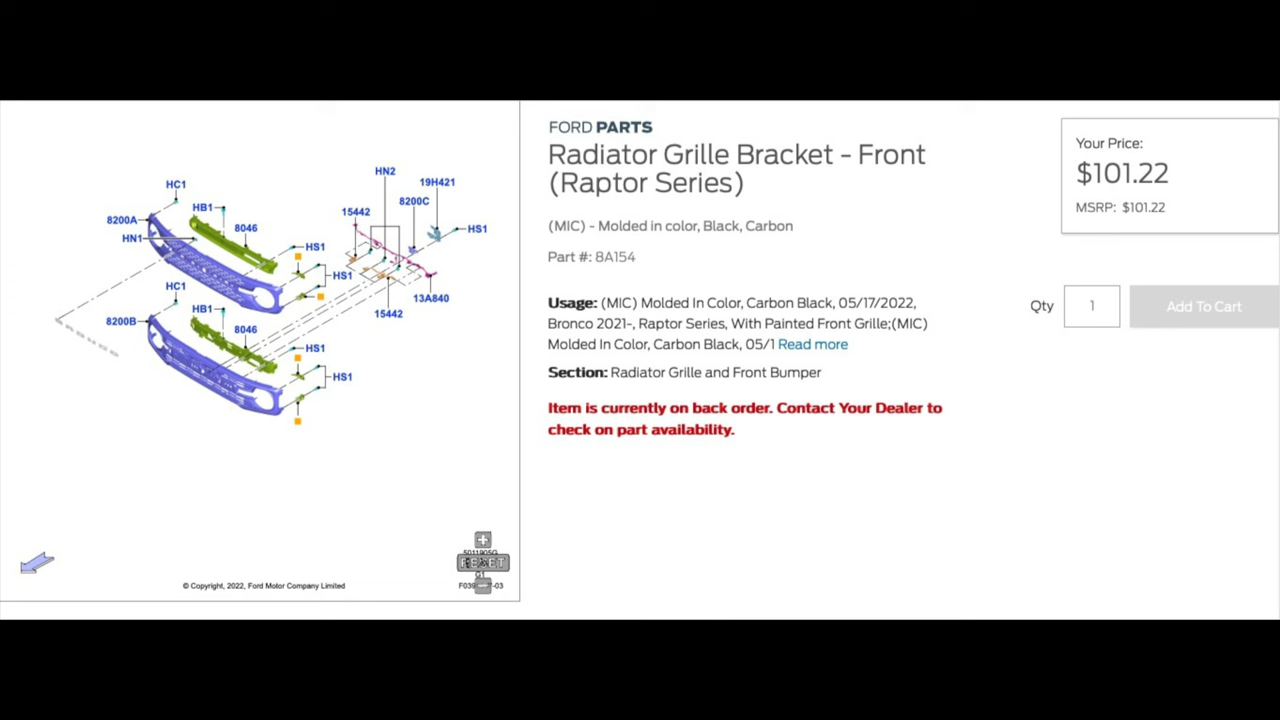 HC1
HB1
8200A
8046
HN1
HS1
HS1
HC1
HB1
8200B
8046
HS1
HS1
HN2
19H421
8200C
15442
HS1
13A840
15442
© Copyright, 2022, Ford Motor Company Limited
FORD PARTS
Radiator Grille Bracket - Front
(Raptor Series)
(MIC) - Molded in color, Black, Carbon
Part #: 8A154
Usage: (MIC) Molded In Color, Carbon Black, 05/17/2022,
Bronco 2021-, Raptor Series, With Painted Front Grille;(MIC)
Molded In Color, Carbon Black, 05/1 Read more
Section: Radiator Grille and Front Bumper
Item is currently on back order. Contact Your Dealer to
check on part availability.
Your Price:
$101.22
MSRP: $101.22
Qty 1 Add To Cart